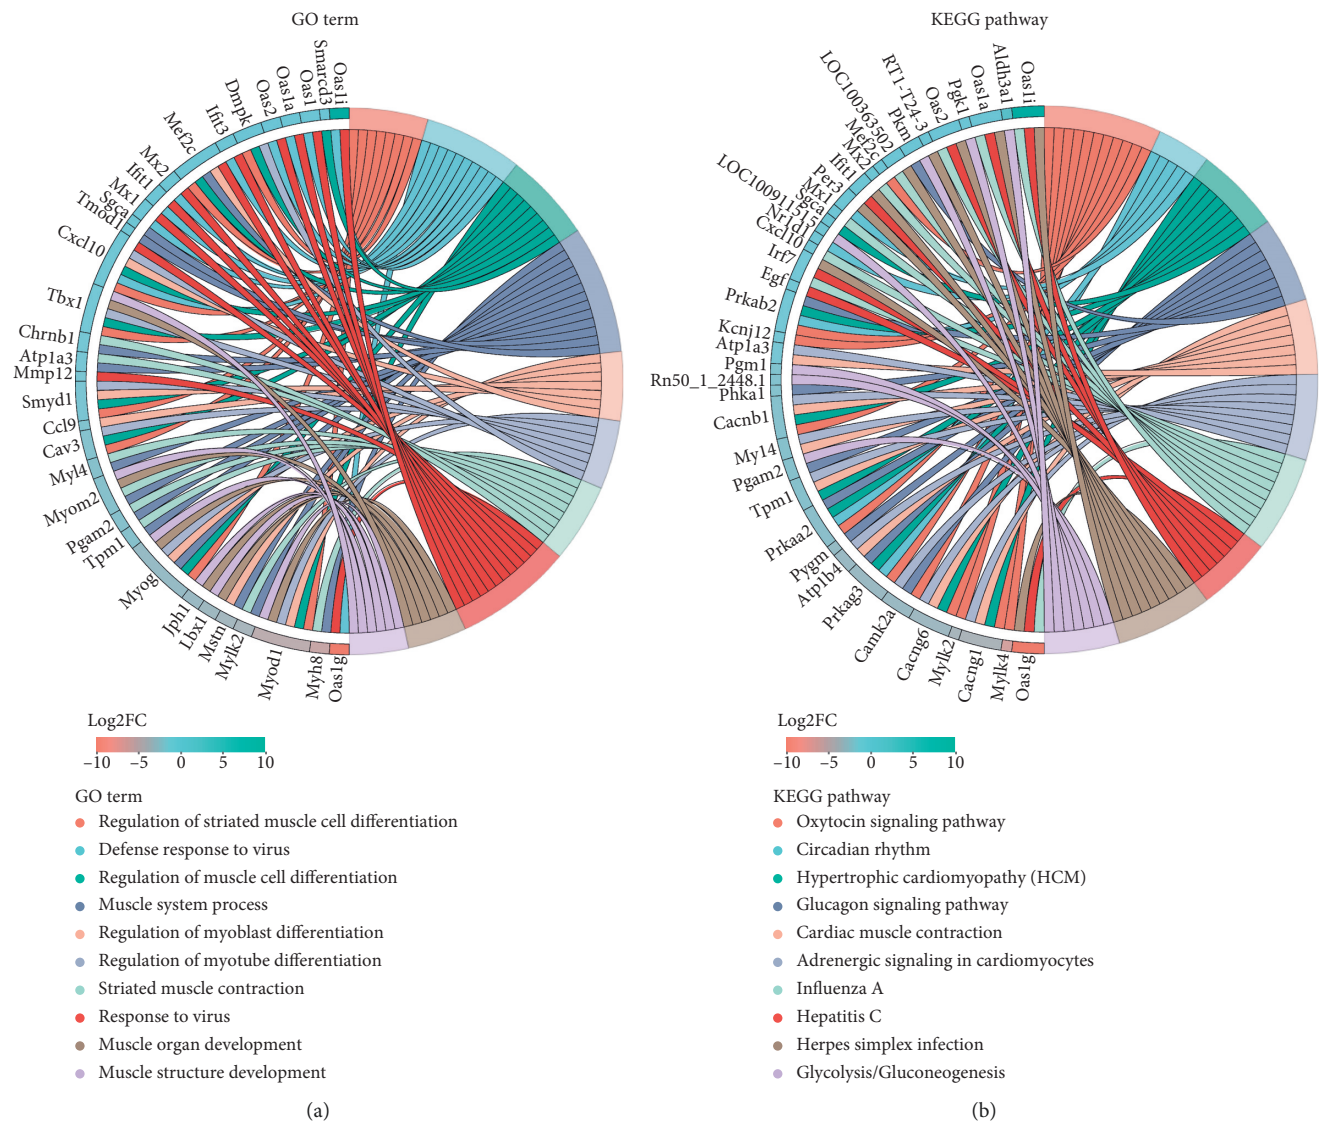 GO term
Oas1i
Smarcd3
Oas1
Oas1a
Oas2
Dmpk
Ifit3
Mef2c
Mx2
Ifit1
Mx1
Sgca
Tmod1
Cxcl10
Tbx1
Chrnb1
Atp1a3
Mmp12
Smyd1
Ccl9
Cav3
Myl4
Myom2
Pgam2
Tpm1
Myog
Jph1
Lbx1
Mstn
Mylk2
Myod1
Myh8
Oas1g
Log2FC
−10 −5 0 5 10
GO term
Regulation of striated muscle cell differentiation
Defense response to virus
Regulation of muscle cell differentiation
Muscle system process
Regulation of myoblast differentiation
Regulation of myotube differentiation
Striated muscle contraction
Response to virus
Muscle organ development
Muscle structure development
(a)
KEGG pathway
Oas1i
Aldh3a1
Oas1a
Pgk1
Oas2
RT1-T24-3
Pkm
LOC100363502
Mef2c
Mx2
Ifit1
Per3
Mx1
Sgca
LOC100911515
Nr1d1
Cxcl10
Irf7
Egf
Prkab2
Kcnj12
Atp1a3
Pgm1
Rn50_1_2448.1
Phka1
Cacnb1
My14
Pgam2
Tpm1
Prkaa2
Pygm
Atp1b4
Prkag3
Camk2a
Cacng6
Mylk2
Cacng1
Mylk4
Oas1g
Log2FC
−10 −5 0 5 10
KEGG pathway
Oxytocin signaling pathway
Circadian rhythm
Hypertrophic cardiomyopathy (HCM)
Glucagon signaling pathway
Cardiac muscle contraction
Adrenergic signaling in cardiomyocytes
Influenza A
Hepatitis C
Herpes simplex infection
Glycolysis/Gluconeogenesis
(b)